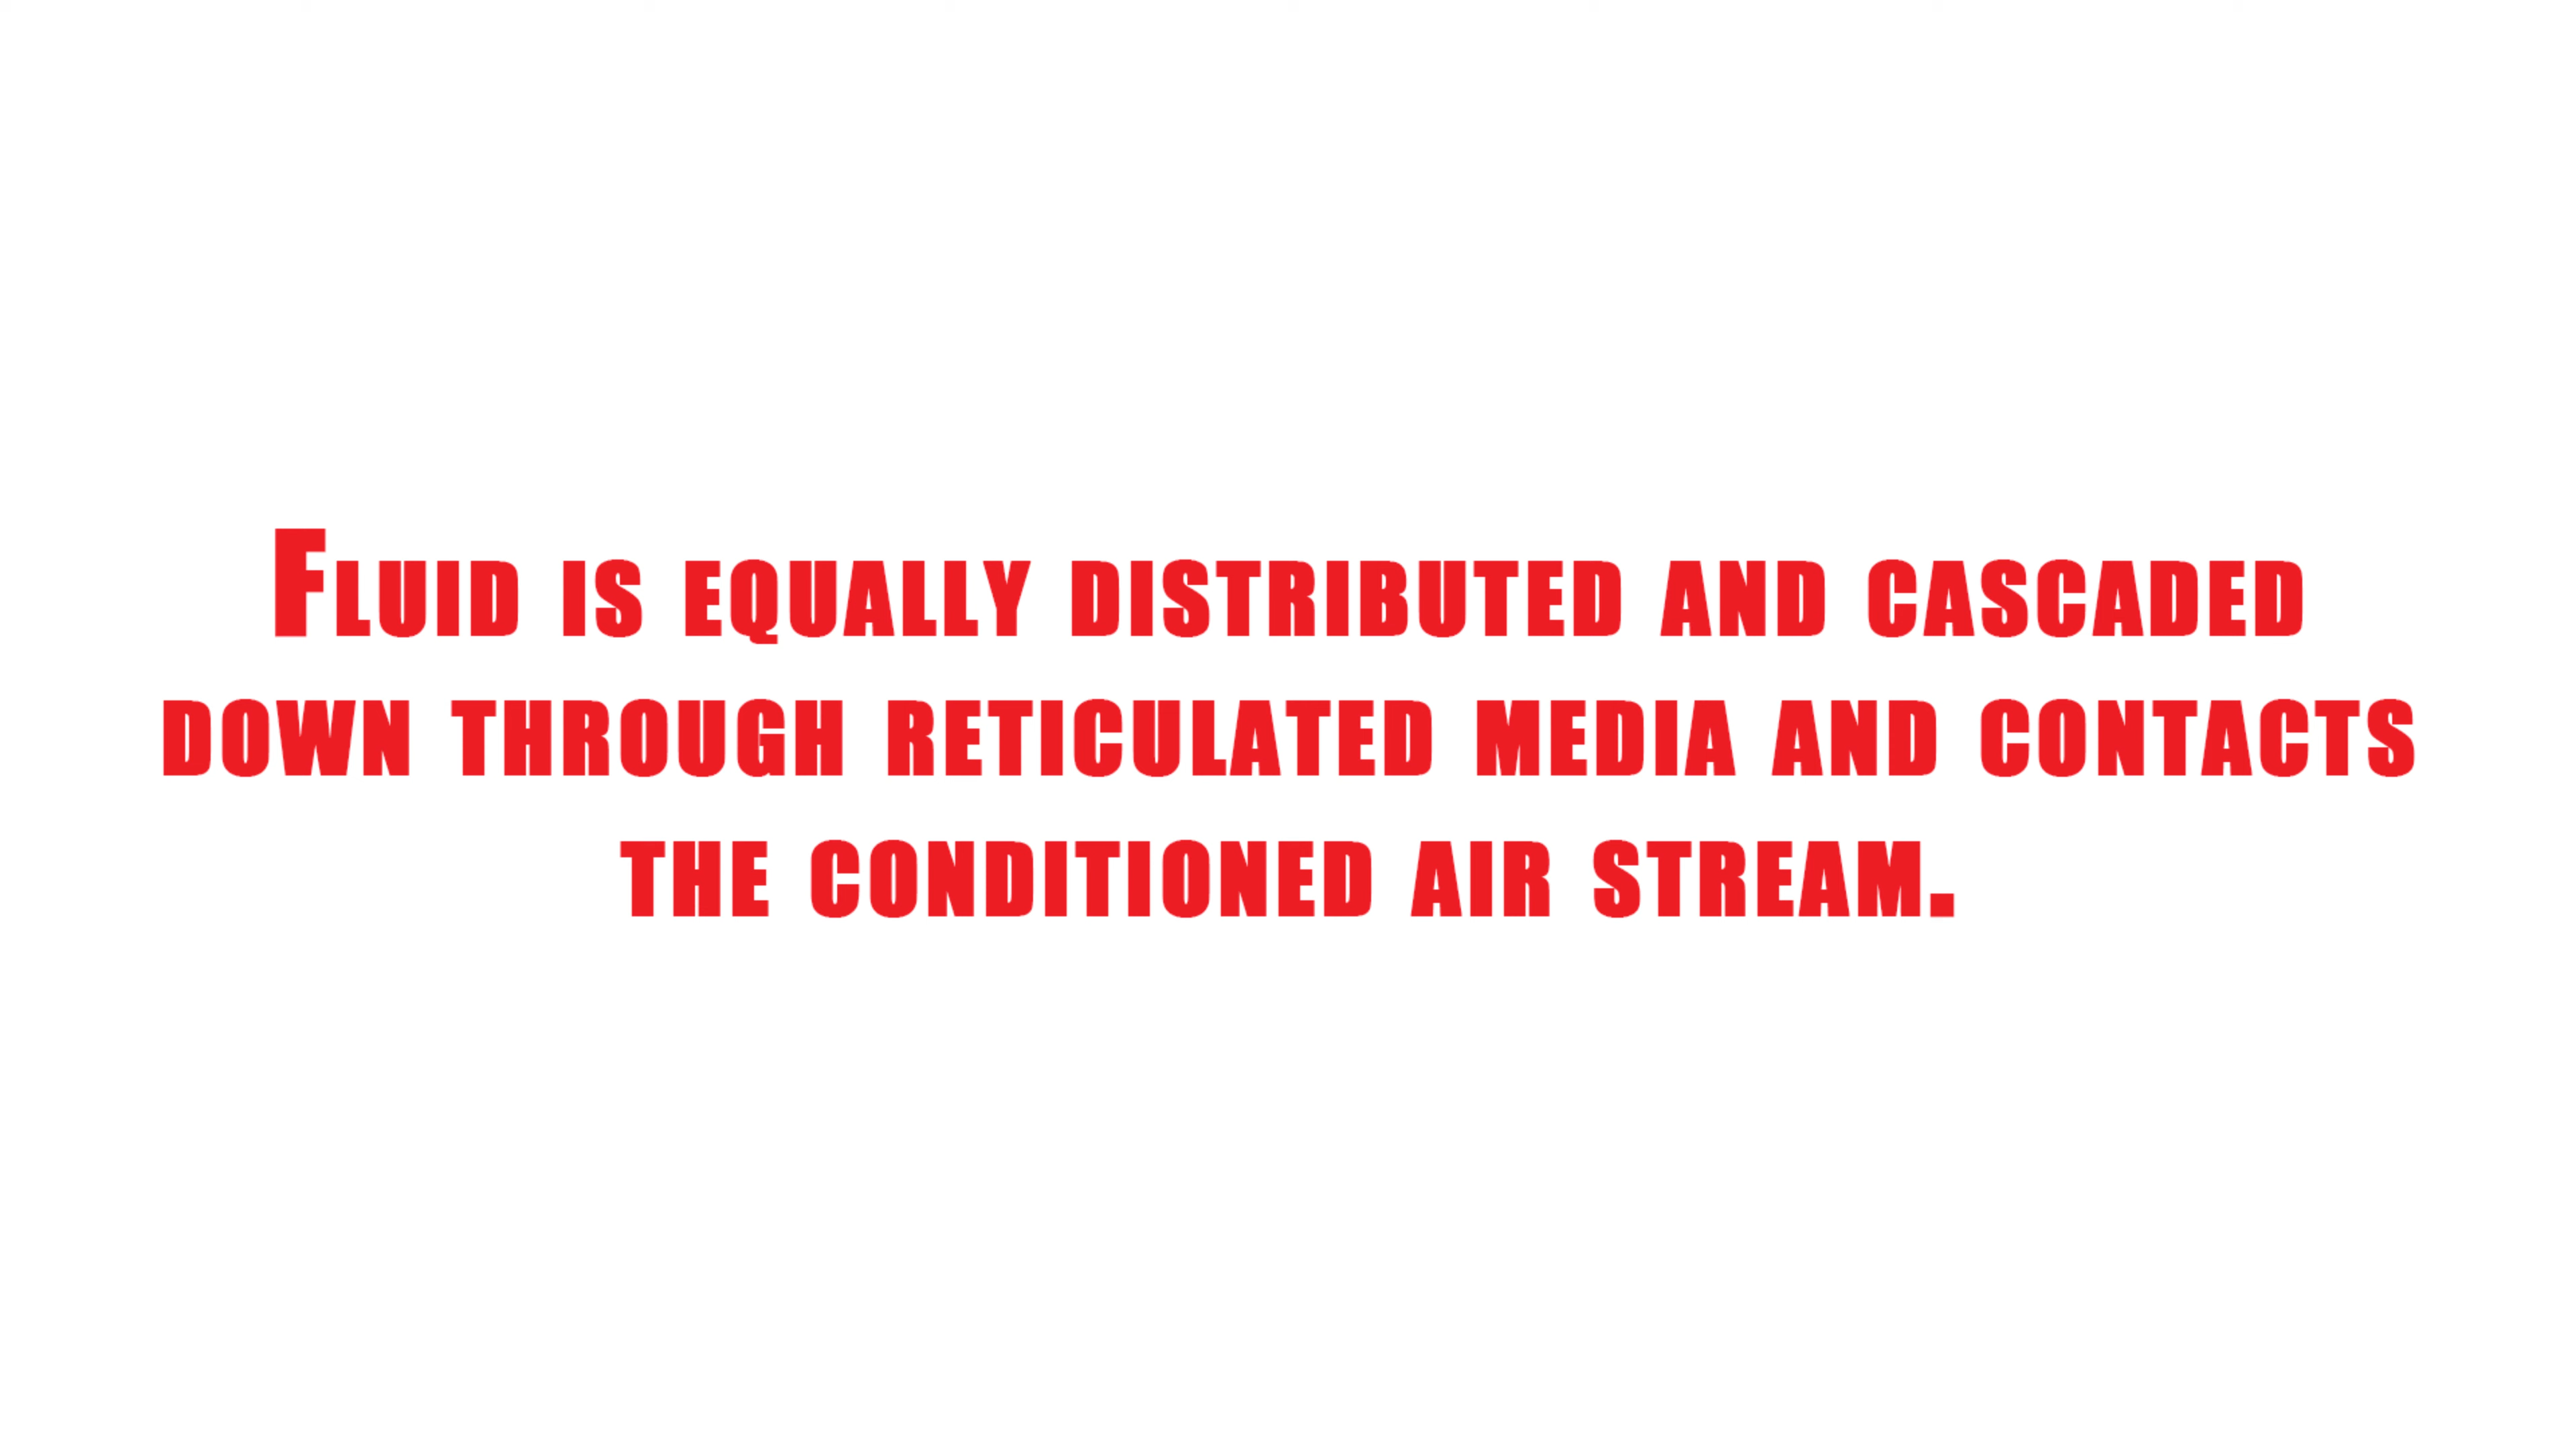 Fluid is equally distributed and cascaded
down through reticulated media and contacts
the conditioned air stream.